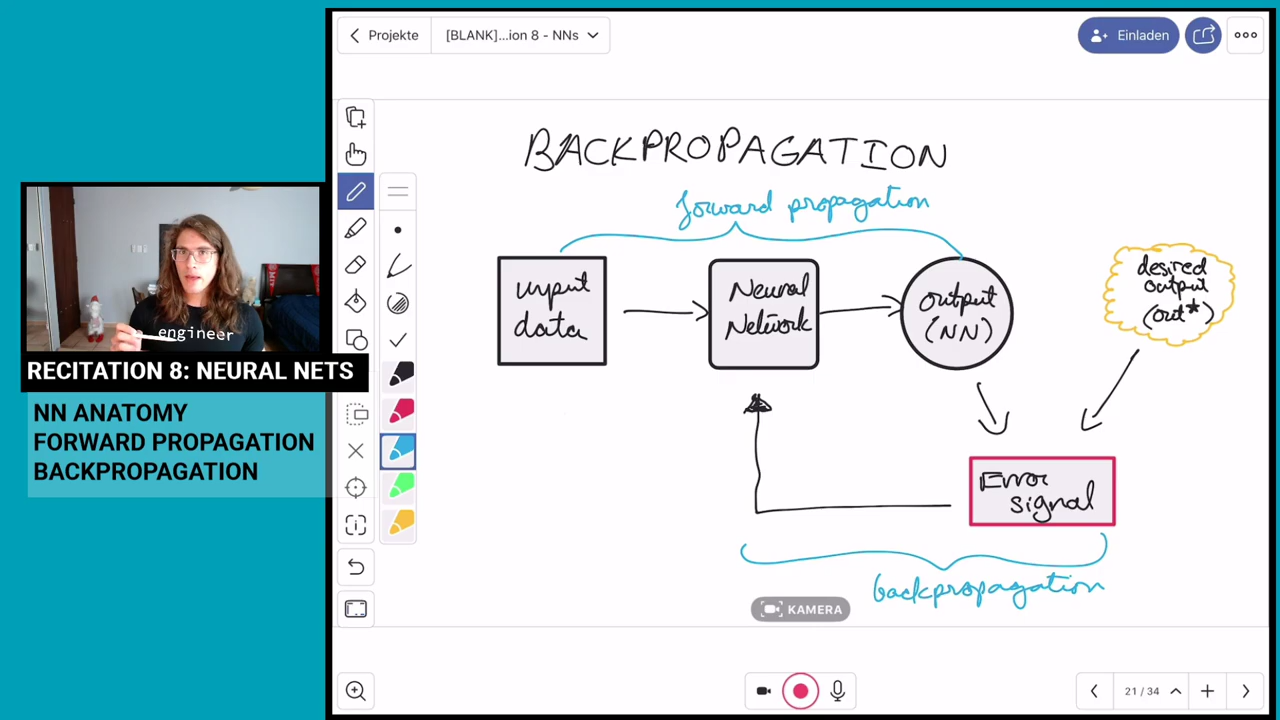 Projekte
[BLANK]...ion 8 - NNs
Einladen
BACKPROPAGATION
forward propagation
input
data
Neural
Network
output
(NN)
desired
output
(out*)
Error
signal
backpropagation
KAMERA
21 / 34
engineer
RECITATION 8: NEURAL NETS
NN ANATOMY
FORWARD PROPAGATION
BACKPROPAGATION